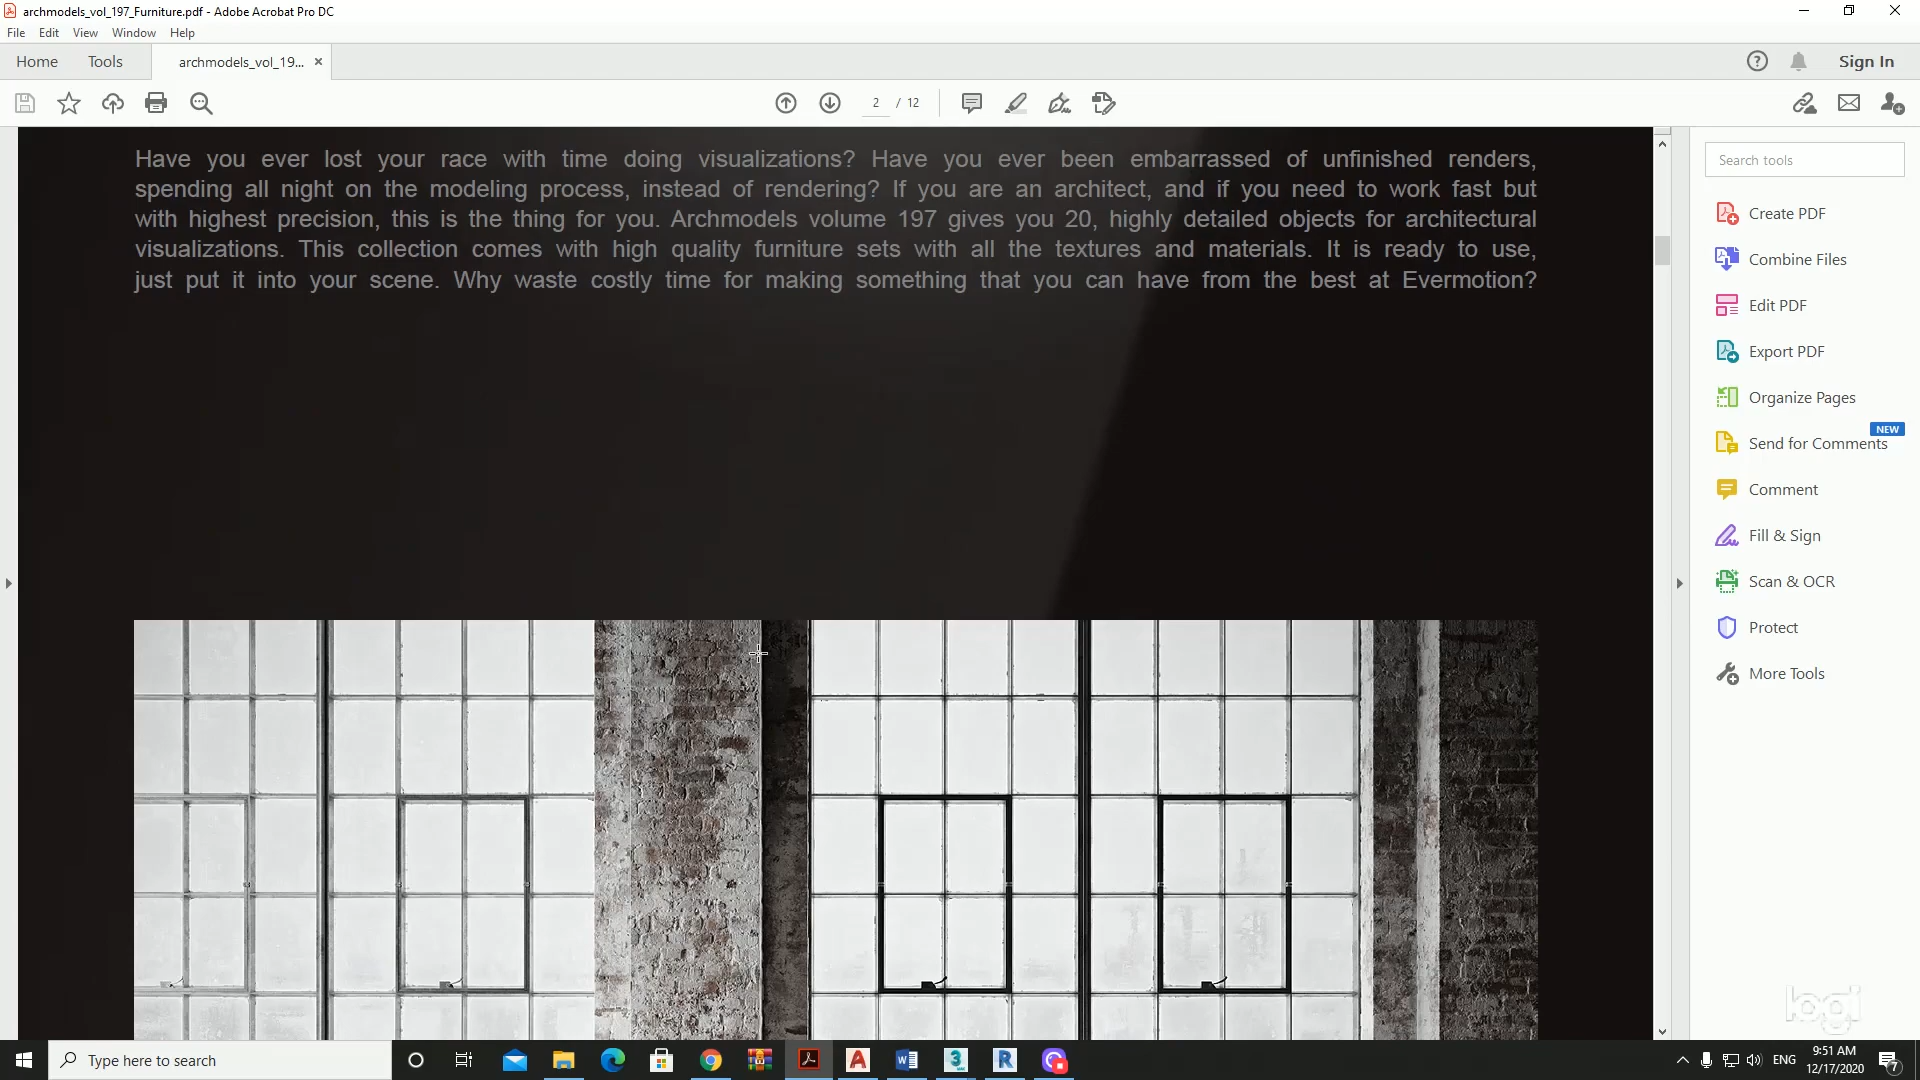 archmodels_vol_197_Furniture.pdf - Adobe Acrobat Pro DC
File Edit View Window Help
Home Tools archmodels_vol_19... × Sign In
2 / 12
Have you ever lost your race with time doing visualizations? Have you ever been embarrassed of unfinished renders,
spending all night on the modeling process, instead of rendering? If you are an architect, and if you need to work fast but
with highest precision, this is the thing for you. Archmodels volume 197 gives you 20, highly detailed objects for architectural
visualizations. This collection comes with high quality furniture sets with all the textures and materials. It is ready to use,
just put it into your scene. Why waste costly time for making something that you can have from the best at Evermotion?
Search tools
Create PDF
Combine Files
Edit PDF
Export PDF
Organize Pages
NEW
Send for Comments
Comment
Fill & Sign
Scan & OCR
Protect
More Tools
logi
Type here to search
ENG
9:51 AM
12/17/2020
7